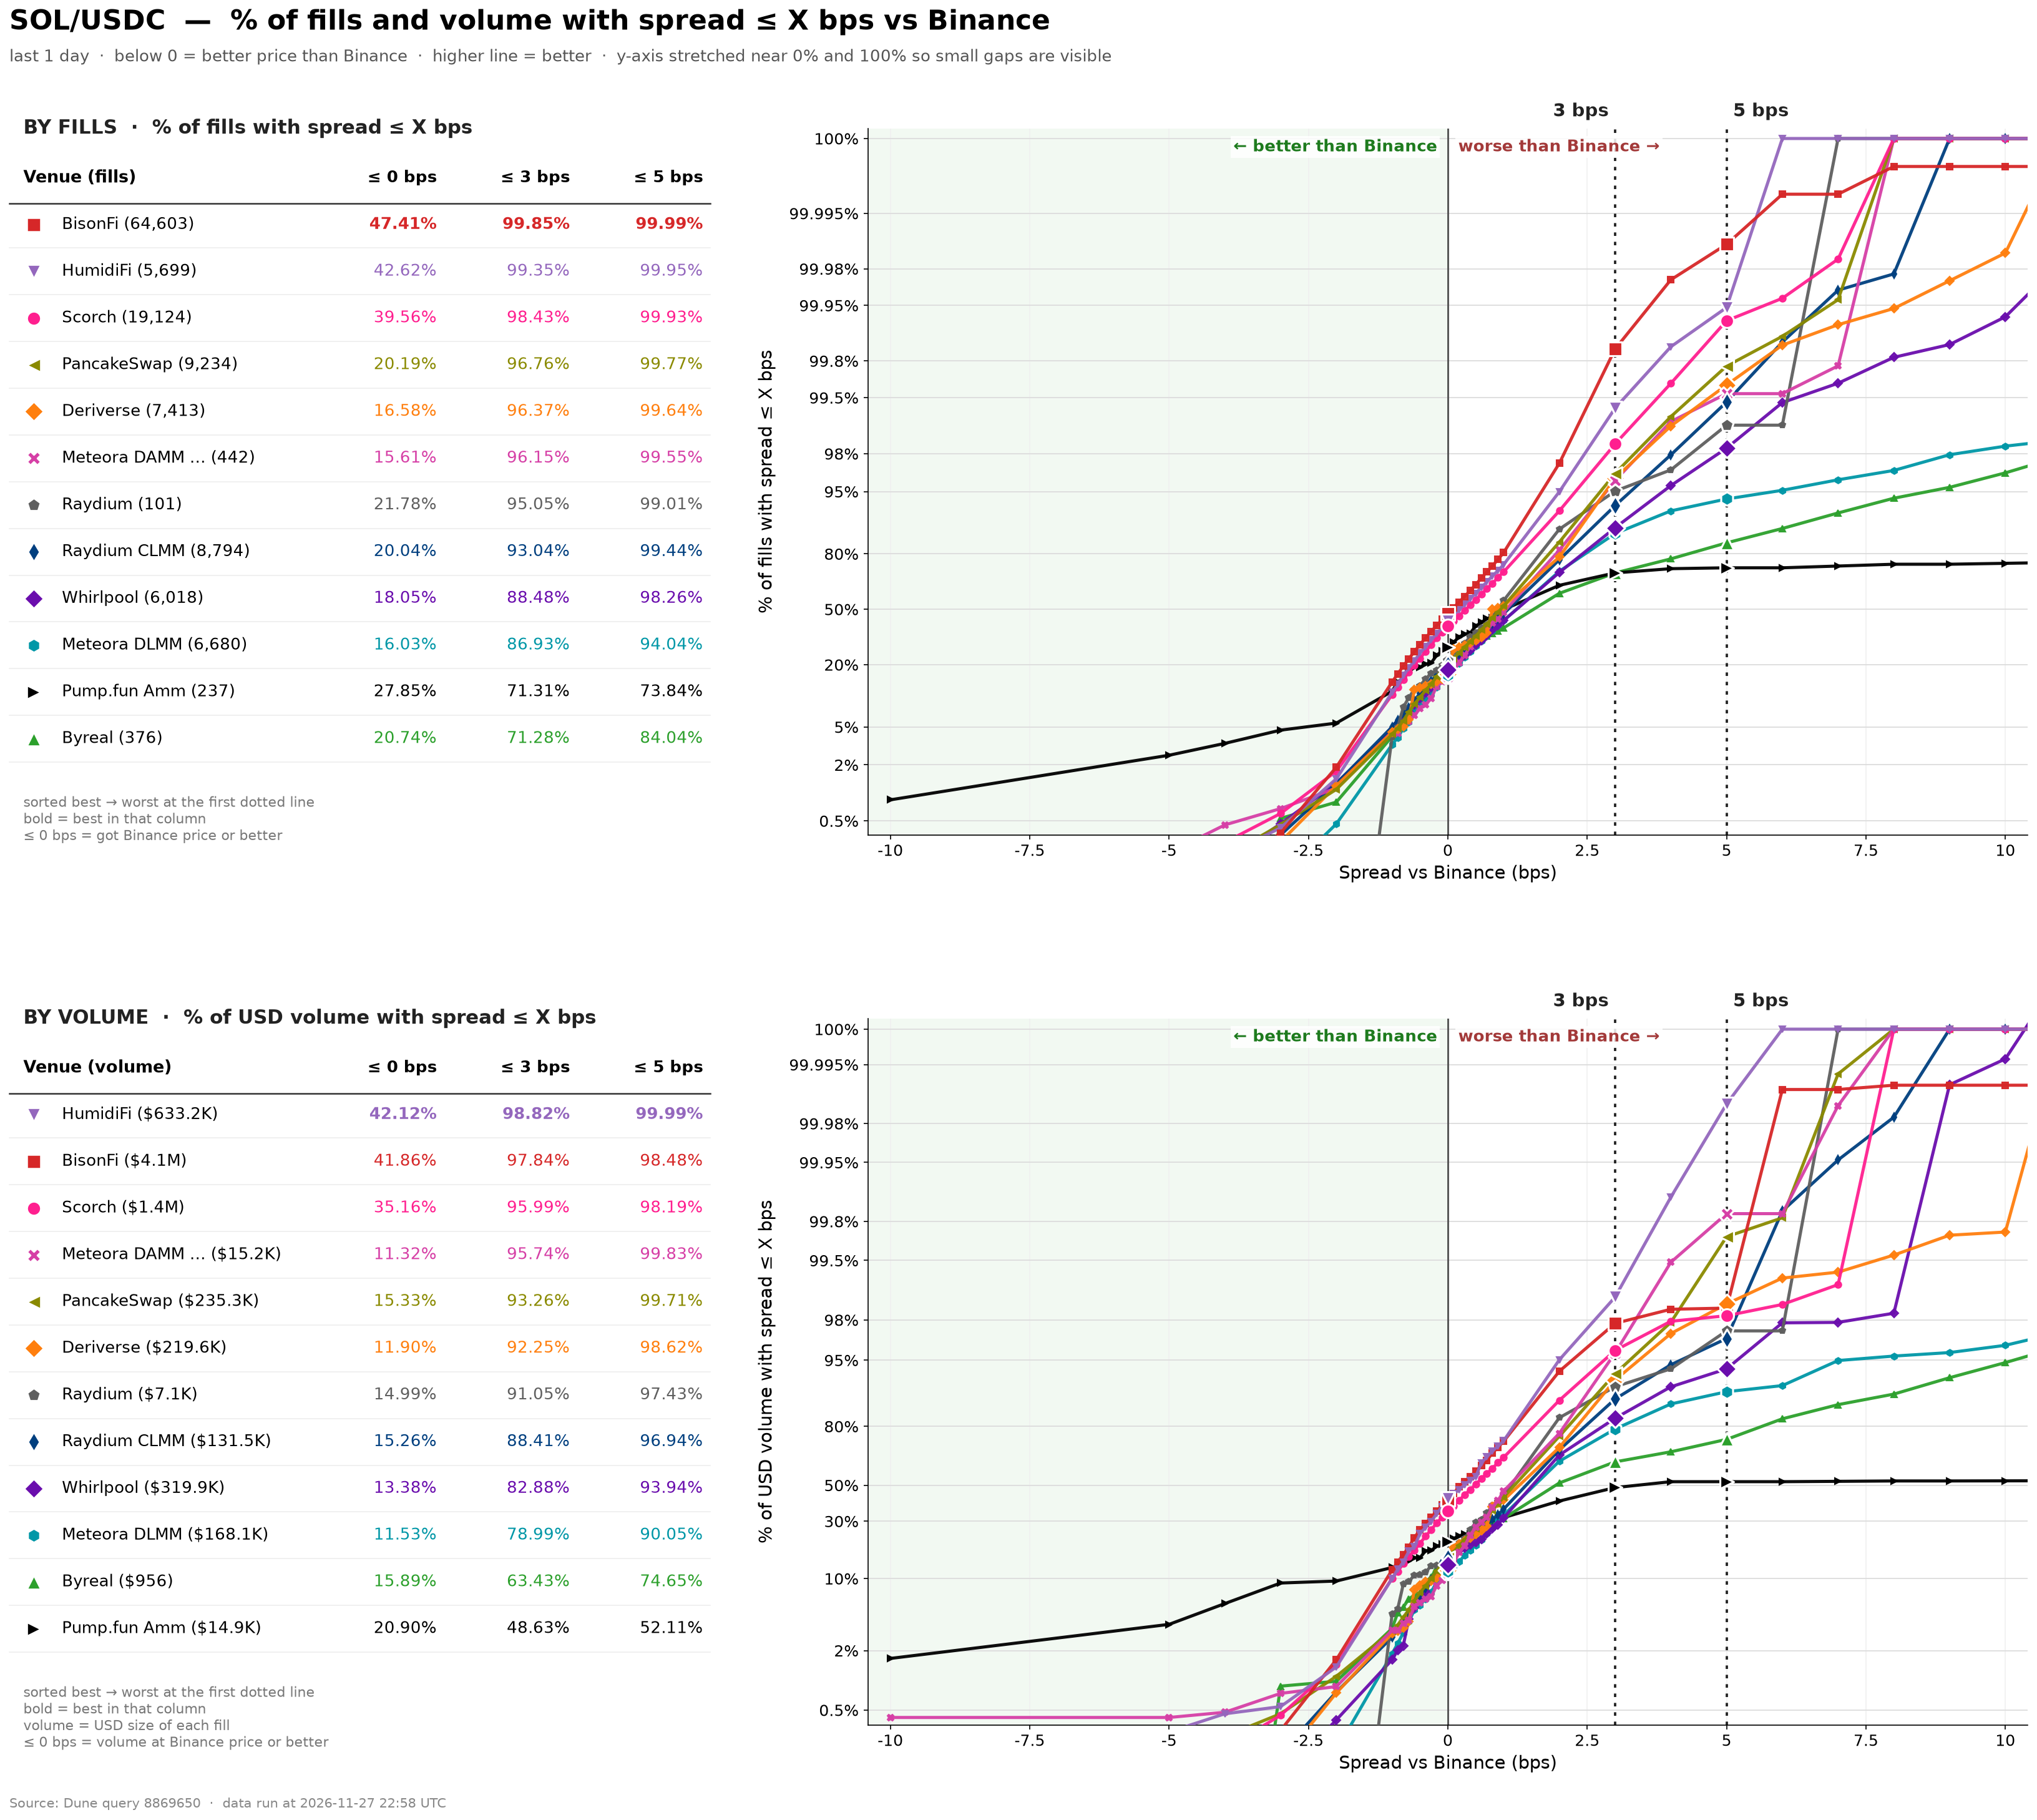 SOL/USDC — % of fills and volume with spread ≤ X bps vs Binance
last 1 day · below 0 = better price than Binance · higher line = better · y-axis stretched near 0% and 100% so small gaps are visible
BY FILLS · % of fills with spread ≤ X bps
Venue (fills) ≤ 0 bps ≤ 3 bps ≤ 5 bps
BisonFi (64,603) 47.41% 99.85% 99.99%
HumidiFi (5,699) 42.62% 99.35% 99.95%
Scorch (19,124) 39.56% 98.43% 99.93%
PancakeSwap (9,234) 20.19% 96.76% 99.77%
Deriverse (7,413) 16.58% 96.37% 99.64%
Meteora DAMM ... (442) 15.61% 96.15% 99.55%
Raydium (101) 21.78% 95.05% 99.01%
Raydium CLMM (8,794) 20.04% 93.04% 99.44%
Whirlpool (6,018) 18.05% 88.48% 98.26%
Meteora DLMM (6,680) 16.03% 86.93% 94.04%
Pump.fun Amm (237) 27.85% 71.31% 73.84%
Byreal (376) 20.74% 71.28% 84.04%
sorted best → worst at the first dotted line
bold = best in that column
≤ 0 bps = got Binance price or better
3 bps 5 bps
← better than Binance worse than Binance →
% of fills with spread ≤ X bps
100%
99.995%
99.98%
99.95%
99.8%
99.5%
98%
95%
80%
50%
20%
5%
2%
0.5%
-10 -7.5 -5 -2.5 0 2.5 5 7.5 10
Spread vs Binance (bps)
BY VOLUME · % of USD volume with spread ≤ X bps
Venue (volume) ≤ 0 bps ≤ 3 bps ≤ 5 bps
HumidiFi ($633.2K) 42.12% 98.82% 99.99%
BisonFi ($4.1M) 41.86% 97.84% 98.48%
Scorch ($1.4M) 35.16% 95.99% 98.19%
Meteora DAMM ... ($15.2K) 11.32% 95.74% 99.83%
PancakeSwap ($235.3K) 15.33% 93.26% 99.71%
Deriverse ($219.6K) 11.90% 92.25% 98.62%
Raydium ($7.1K) 14.99% 91.05% 97.43%
Raydium CLMM ($131.5K) 15.26% 88.41% 96.94%
Whirlpool ($319.9K) 13.38% 82.88% 93.94%
Meteora DLMM ($168.1K) 11.53% 78.99% 90.05%
Byreal ($956) 15.89% 63.43% 74.65%
Pump.fun Amm ($14.9K) 20.90% 48.63% 52.11%
sorted best → worst at the first dotted line
bold = best in that column
volume = USD size of each fill
≤ 0 bps = volume at Binance price or better
3 bps 5 bps
← better than Binance worse than Binance →
% of USD volume with spread ≤ X bps
100%
99.995%
99.98%
99.95%
99.8%
99.5%
98%
95%
80%
50%
30%
10%
2%
0.5%
-10 -7.5 -5 -2.5 0 2.5 5 7.5 10
Spread vs Binance (bps)
Source: Dune query 8869650 · data run at 2026-11-27 22:58 UTC